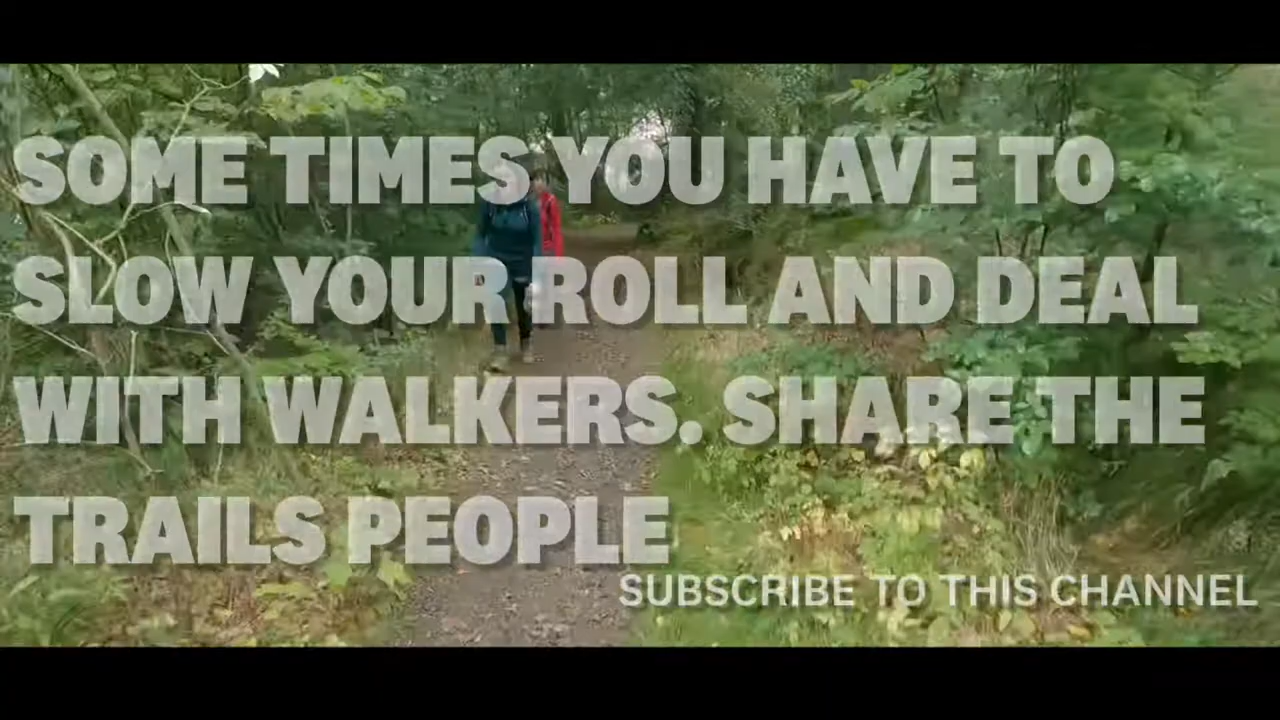 SOME TIMES YOU HAVE TO
SLOW YOUR ROLL AND DEAL
WITH WALKERS. SHARE THE
TRAILS PEOPLE
SUBSCRIBE TO THIS CHANNEL